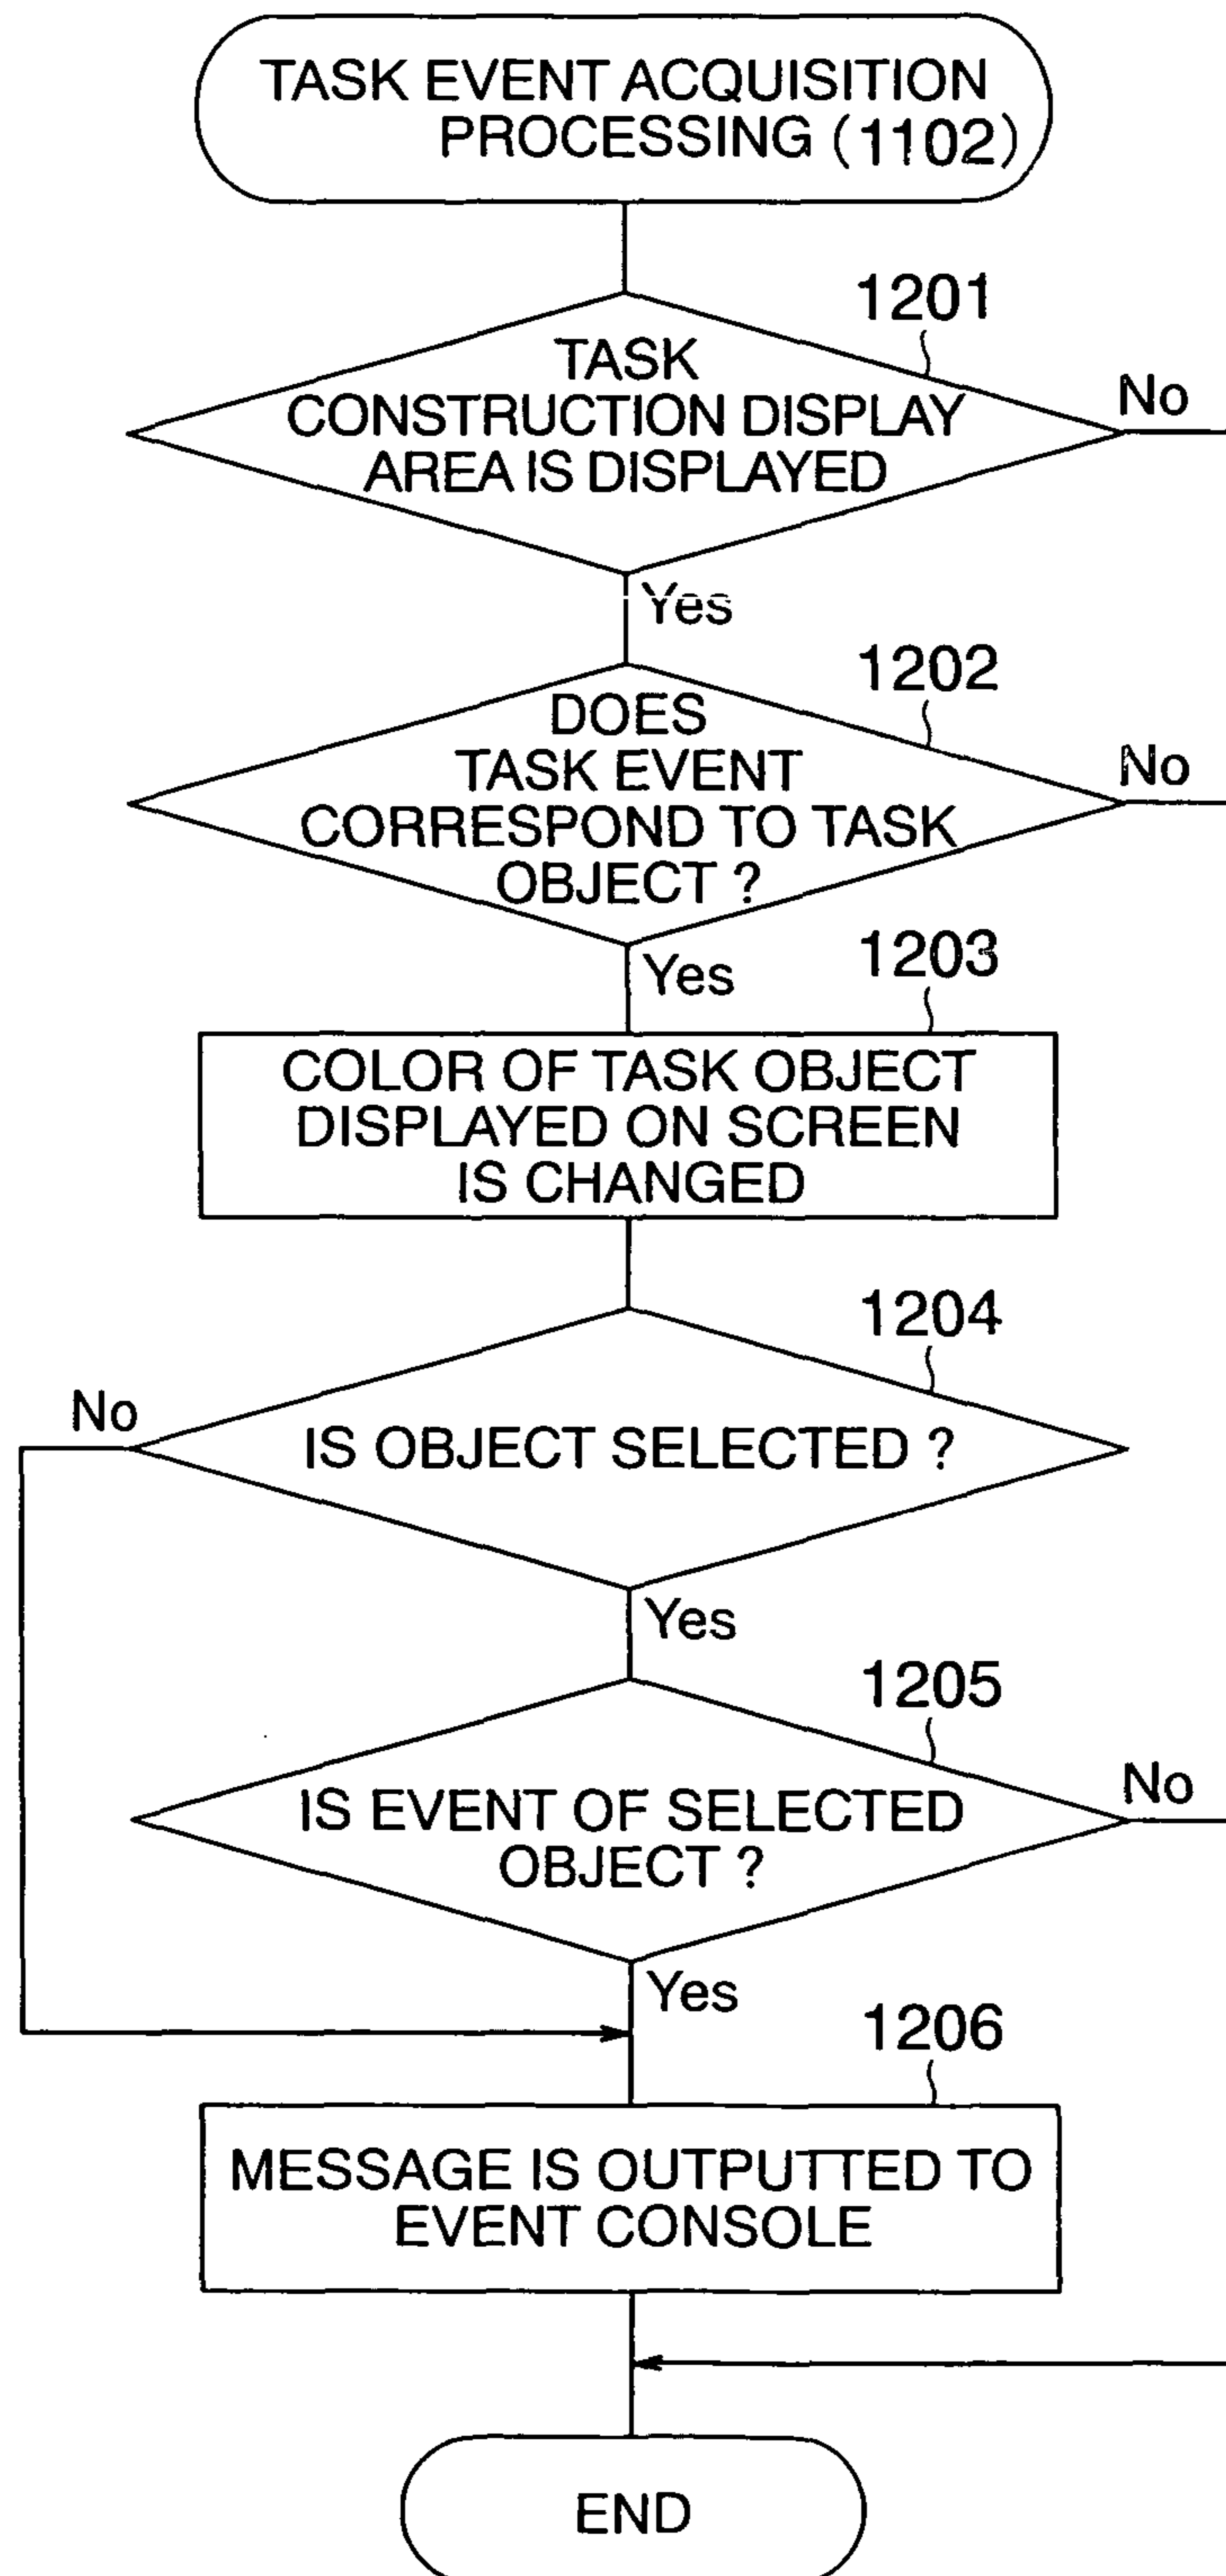 TASK EVENT ACQUISITION
PROCESSING (1102)
1201
TASK
CONSTRUCTION DISPLAY
AREA IS DISPLAYED
No
Yes
1202
DOES
TASK EVENT
CORRESPOND TO TASK
OBJECT ?
No
Yes
1203
COLOR OF TASK OBJECT
DISPLAYED ON SCREEN
IS CHANGED
1204
No
IS OBJECT SELECTED ?
Yes
1205
IS EVENT OF SELECTED
OBJECT ?
No
Yes
1206
MESSAGE IS OUTPUTTED TO
EVENT CONSOLE
END